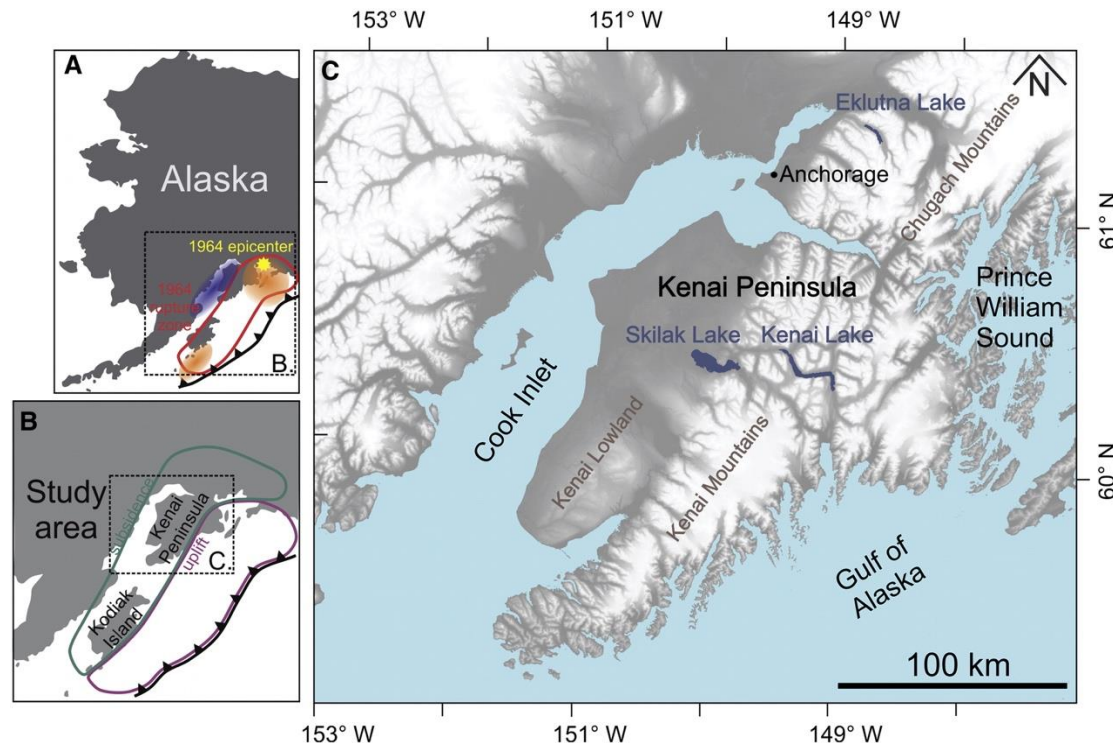 153° W
151° W
149° W
A
Alaska
1964 epicenter
1964
rupture
zone
B.
B
Study
area
subsidence
Kenai
Peninsula
uplift
C.
Kodiak
Island
C
N
Eklutna Lake
Anchorage
Chugach Mountains
61° N
Kenai Peninsula
Prince
William
Sound
Skilak Lake
Kenai Lake
Cook Inlet
Kenai Lowland
Kenai Mountains
60° N
Gulf of
Alaska
100 km
153° W
151° W
149° W